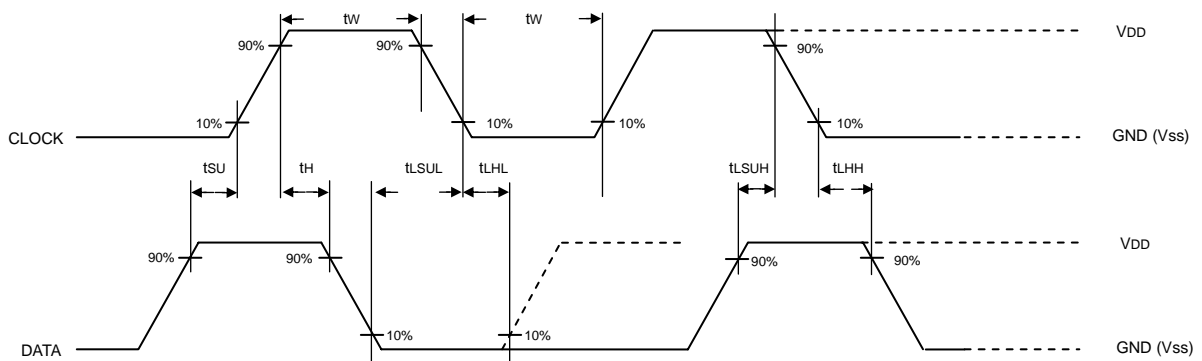 tW
tW
90%
90%
90%
VDD
10%
10%
10%
10%
CLOCK
GND (VSS)
tSU
tH
tLSUL
tLHL
tLSUH
tLHH
VDD
90%
90%
90%
90%
10%
10%
DATA
GND (VSS)